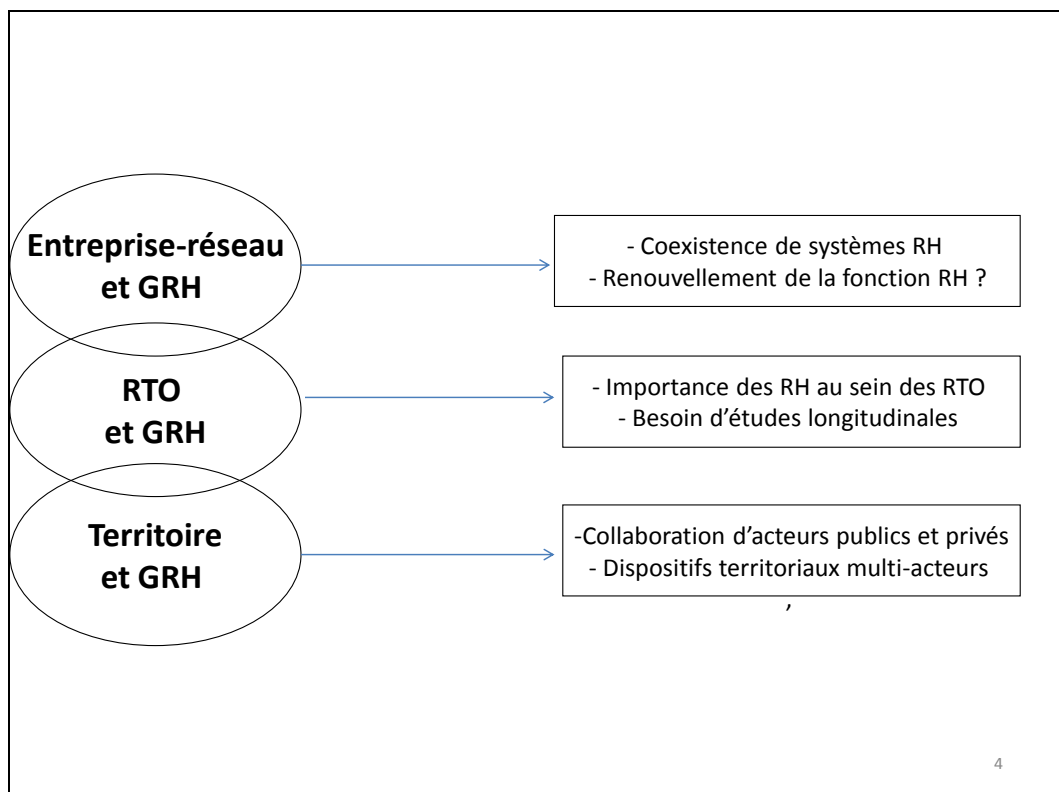 Entreprise-réseau
et GRH
- Coexistence de systèmes RH
- Renouvellement de la fonction RH ?
RTO
et GRH
- Importance des RH au sein des RTO
- Besoin d'études longitudinales
Territoire
et GRH
-Collaboration d'acteurs publics et privés
- Dispositifs territoriaux multi-acteurs
,
4